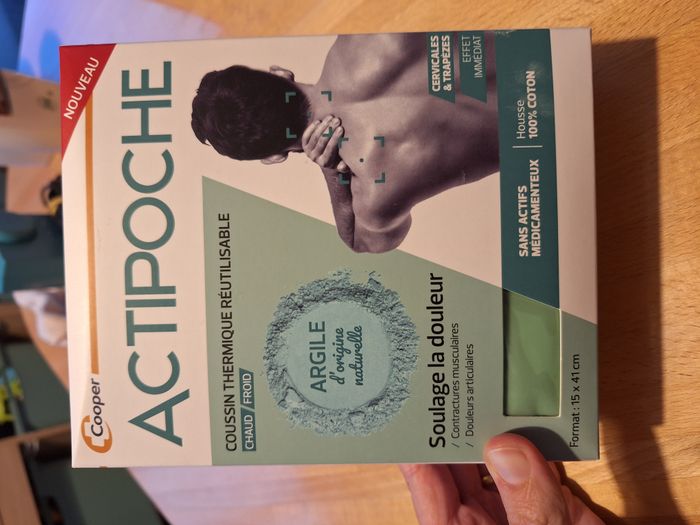 NOUVEAU
Cooper
ACTIPOCHE
COUSSIN THERMIQUE RÉUTILISABLE
CHAUD / FROID
CERVICALES
& TRAPÈZES
EFFET
IMMÉDIAT
ARGILE
d'origine
naturelle
Soulage la douleur
/ Contractures musculaires
/ Douleurs articulaires
SANS ACTIFS
MÉDICAMENTEUX
Housse
100% COTON
Format : 15 x 41 cm